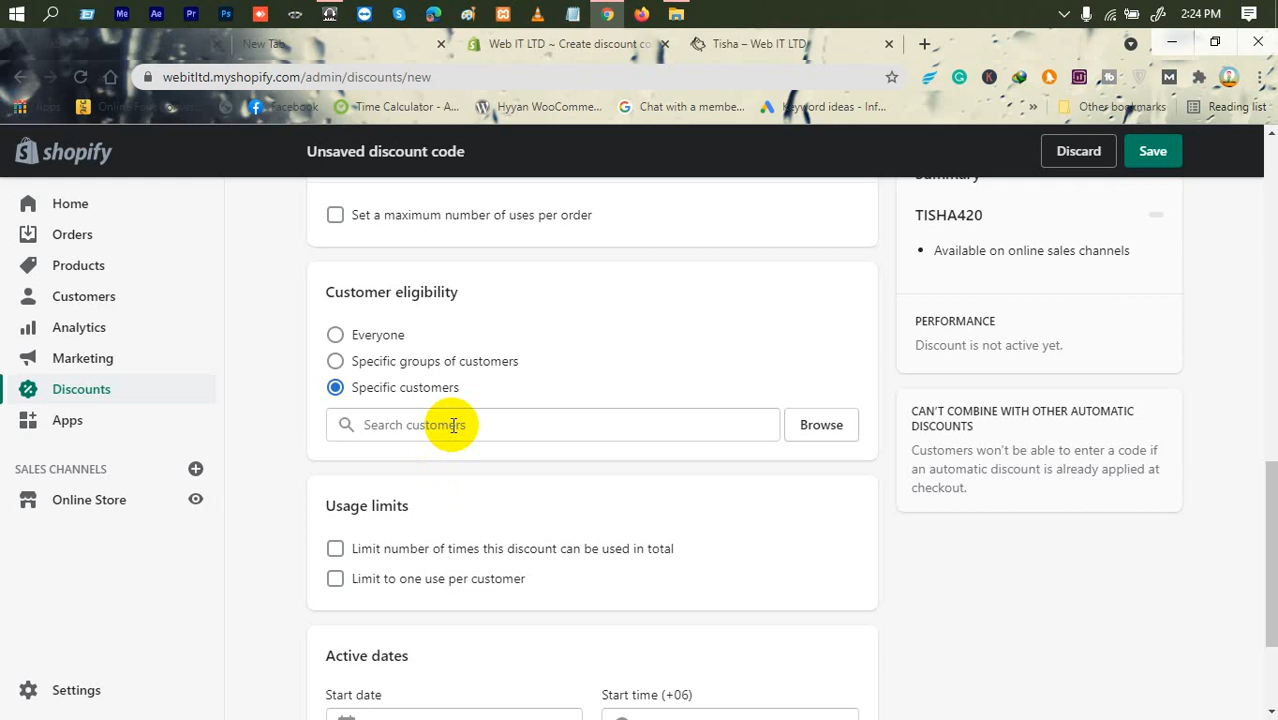 Me
Ae
Pr
Ps
2:24 PM
New Tab
Web IT LTD ~ Create discount co
Tisha – Web IT LTD
webitltd.myshopify.com/admin/discounts/new
Apps
Facebook
Time Calculator - A...
Hyyan WooComme...
Chat with a membe...
Keyword ideas - Inf...
»
Other bookmarks
Reading list
shopify
Unsaved discount code
Discard
Save
Home
Orders
Products
Customers
Analytics
Marketing
Discounts
Apps
SALES CHANNELS
Online Store
Settings
Set a maximum number of uses per order
Customer eligibility
Everyone
Specific groups of customers
Specific customers
Search customers
Browse
Usage limits
Limit number of times this discount can be used in total
Limit to one use per customer
Active dates
Start date
Start time (+06)
Summary
TISHA420
• Available on online sales channels
PERFORMANCE
Discount is not active yet.
CAN'T COMBINE WITH OTHER AUTOMATIC
DISCOUNTS
Customers won't be able to enter a code if
an automatic discount is already applied at
checkout.